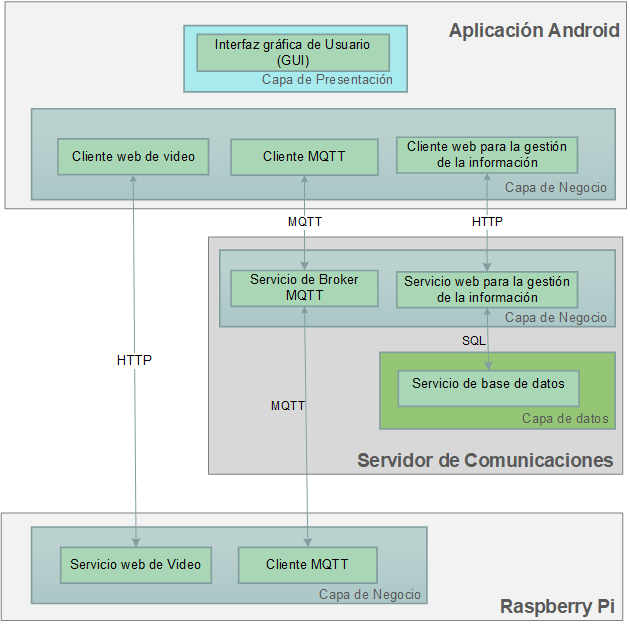 Aplicación Android
Interfaz gráfica de Usuario
(GUI)
Capa de Presentación
Cliente web de video
Cliente MQTT
Cliente web para la gestión
de la información
Capa de Negocio
MQTT
HTTP
Servicio de Broker
MQTT
Servicio web para la gestión
de la información
Capa de Negocio
SQL
HTTP
Servicio de base de datos
MQTT
Capa de datos
Servidor de Comunicaciones
Servicio web de Video
Cliente MQTT
Capa de Negocio
Raspberry Pi